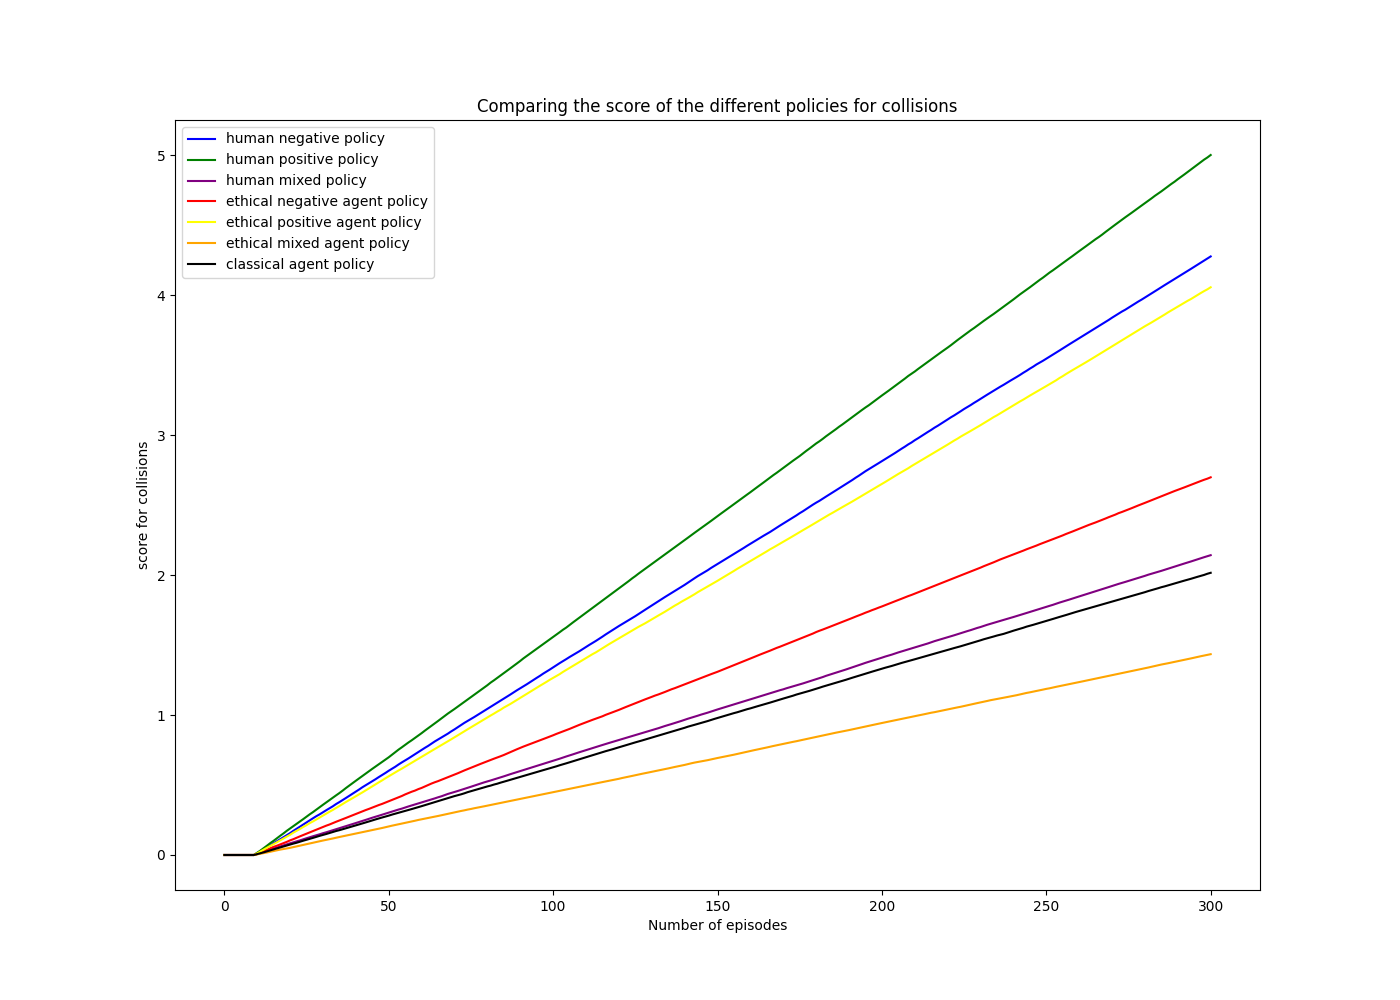 Comparing the score of the different policies for collisions
human negative policy
human positive policy
human mixed policy
ethical negative agent policy
ethical positive agent policy
ethical mixed agent policy
classical agent policy
score for collisions
5
4
3
2
1
0
0 50 100 150 200 250 300
Number of episodes